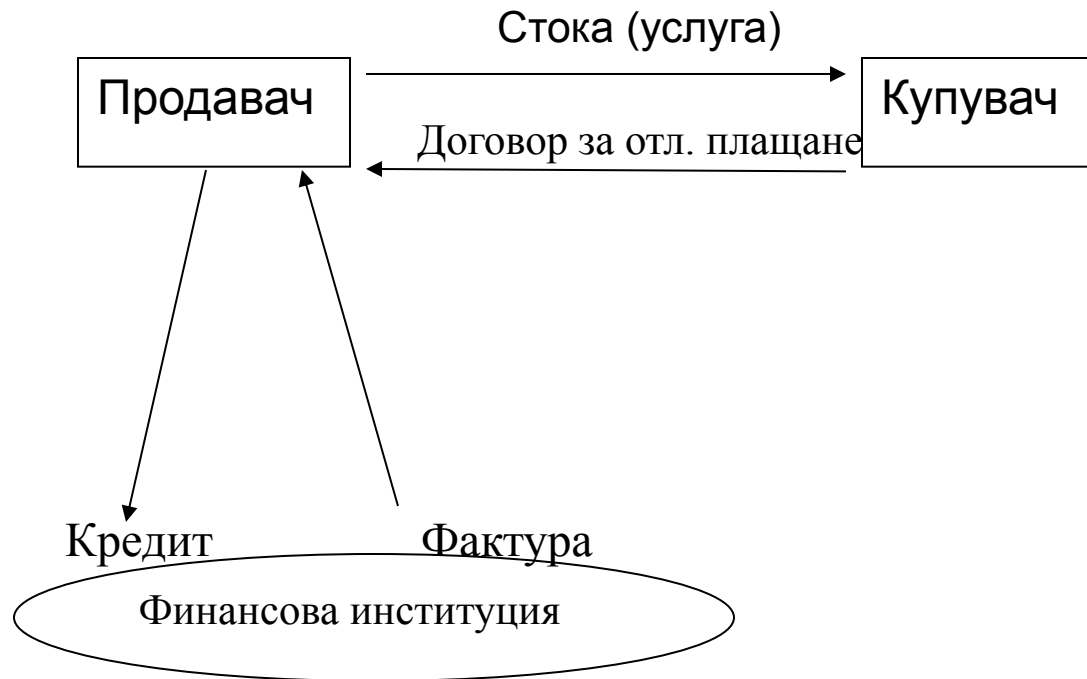 Стока (услуга)
Продавач
Купувач
Договор за отл. плащане
Кредит
Фактура
Финансова институция